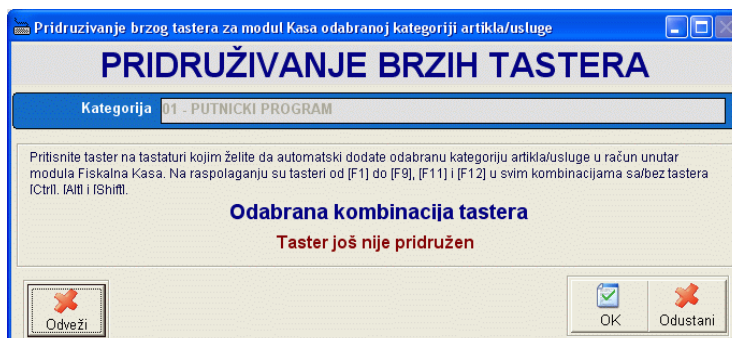 Pridruzivanje brzog tastera za modul Kasa odabranoj kategoriji artikla/usluge
PRIDRUŽIVANJE BRZIH TASTERA
Kategorija 01 - PUTNICKI PROGRAM
Pritisnite taster na tastaturi kojim želite da automatski dodate odabranu kategoriju artikla/usluge u račun unutar
modula Fiskalna Kasa. Na raspolaganju su tasteri od [F1] do [F9], [F11] i [F12] u svim kombinacijama sa/bez tastera
[Ctrl], [Alt] i [Shift].
Odabrana kombinacija tastera
Taster još nije pridružen
Odveži OK Odustani